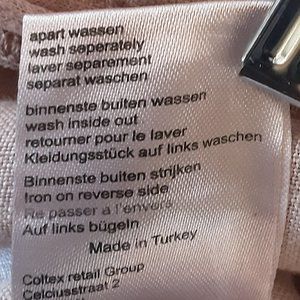 apart wassen
wash seperately
laver separement
separat waschen
binnenste buiten wassen
wash inside out
retourner pour le laver
Kleidungsstück auf links waschen
Binnenste buiten strijken
Iron on reverse side
Re passer a l'envers
Auf links bügeln
Made in Turkey
Coltex retail Group
Celciusstraat 2